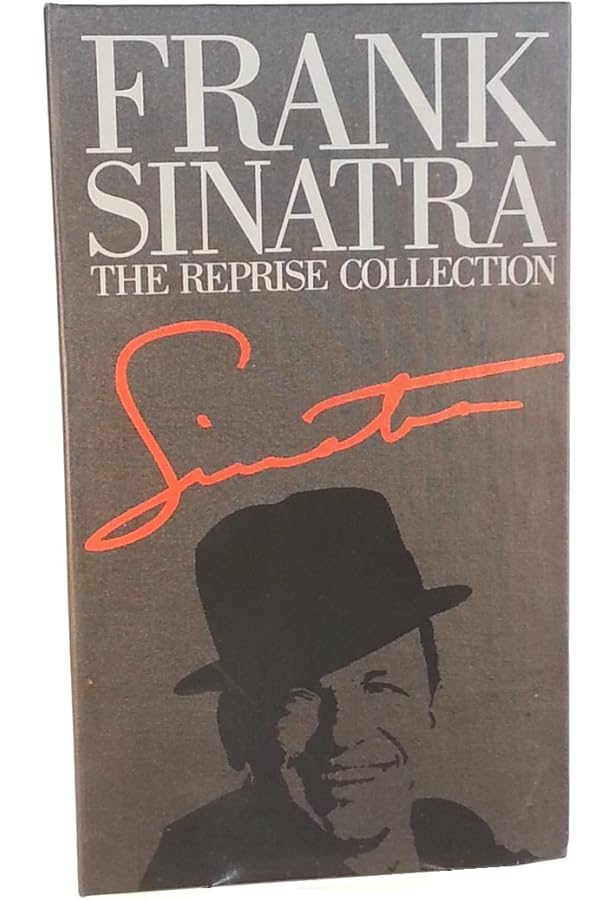 FRANK
SINATRA
THE REPRISE COLLECTION
Sinatra